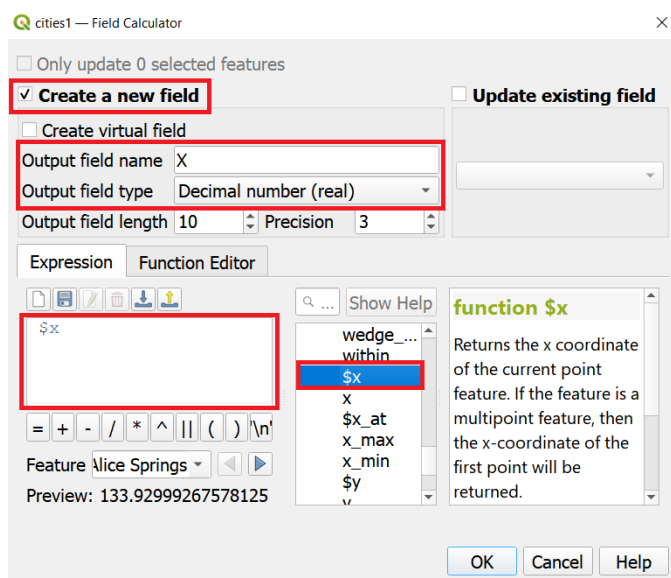 cities1 — Field Calculator
Only update 0 selected features
Create a new field
Update existing field
Create virtual field
Output field name X
Output field type Decimal number (real)
Output field length 10 Precision 3
Expression Function Editor
$x
= + - / * ^ || ( ) '\n'
Feature Alice Springs
Preview: 133.92999267578125
... Show Help
wedge_...
within
$x
x
$x_at
x_max
x_min
$y
function $x
Returns the x coordinate
of the current point
feature. If the feature is a
multipoint feature, then
the x-coordinate of the
first point will be
returned.
OK Cancel Help